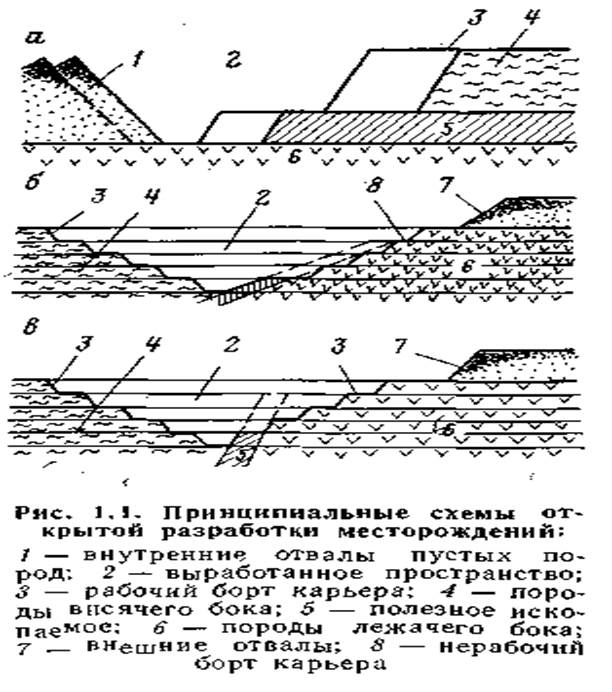 а 1 2 3 4
5
6
б 3 4 2 8 7
6
в 3 4 2 3 7
6
5
Рис. 1.1. Принципиальные схемы от-
крытой разработки месторождений:
1 — внутренние отвалы пустых по-
род; 2 — выработанное пространство;
3 — рабочий борт карьера; 4 — поро-
ды висячего бока; 5 — полезное иско-
паемое; 6 — породы лежачего бока;
7 — внешние отвалы; 8 — нерабочий
борт карьера